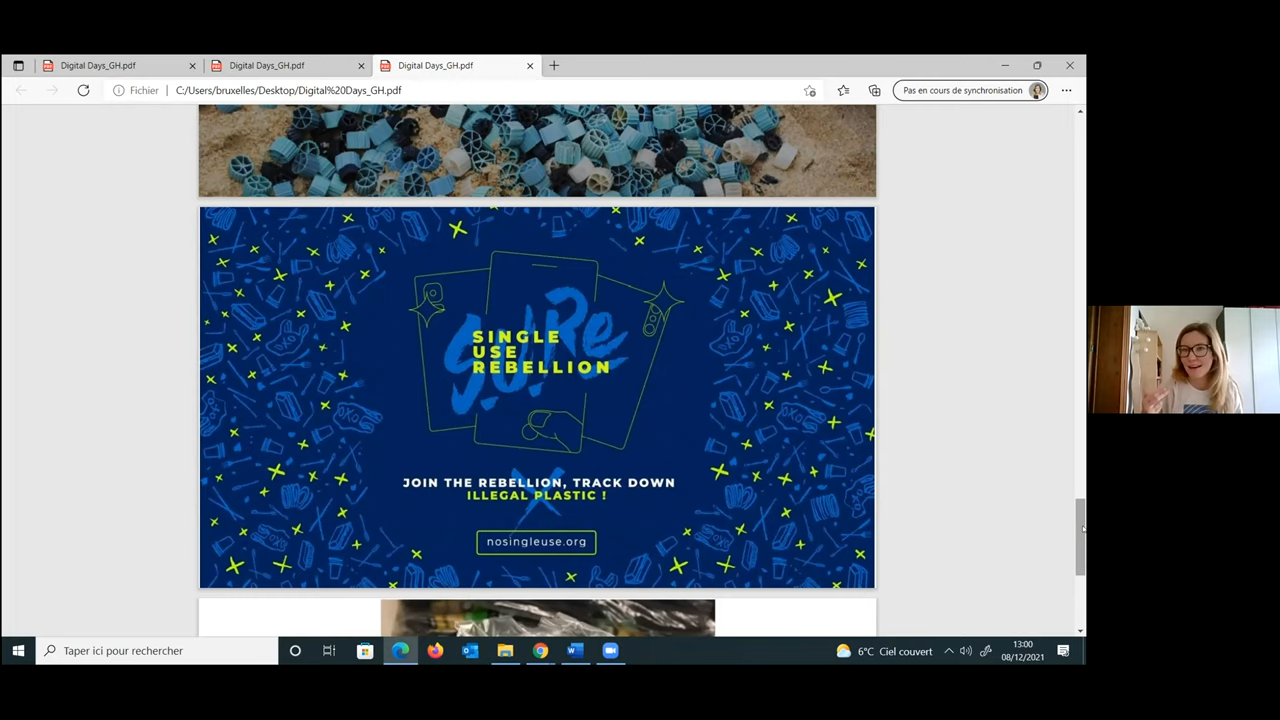 Digital Days_GH.pdf
Digital Days_GH.pdf
Digital Days_GH.pdf
Fichier
C:/Users/bruxelles/Desktop/Digital%20Days_GH.pdf
Pas en cours de synchronisation
S.U.Re
SINGLE
USE
REBELLION
JOIN THE REBELLION, TRACK DOWN
ILLEGAL PLASTIC !
nosingleuse.org
Taper ici pour rechercher
6°C Ciel couvert
13:00
08/12/2021